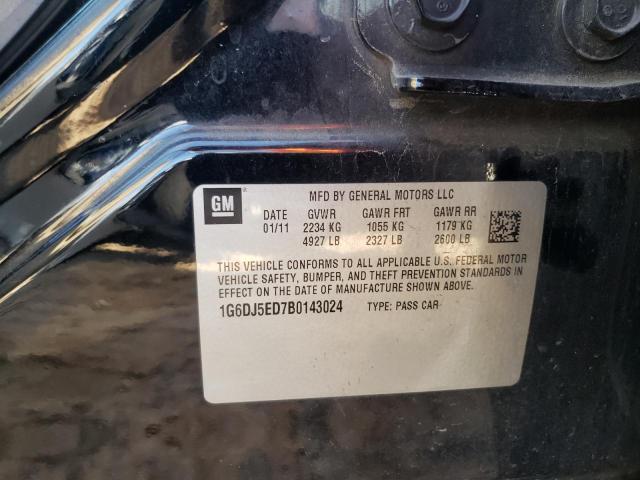 GM
MFD BY GENERAL MOTORS LLC
DATE GVWR GAWR FRT GAWR RR
01/11 2234 KG 1055 KG 1179 KG
4927 LB 2327 LB 2600 LB
THIS VEHICLE CONFORMS TO ALL APPLICABLE U.S. FEDERAL MOTOR
VEHICLE SAFETY, BUMPER, AND THEFT PREVENTION STANDARDS IN
EFFECT ON THE DATE OF MANUFACTURE SHOWN ABOVE.
1G6DJ5ED7B0143024 TYPE: PASS CAR